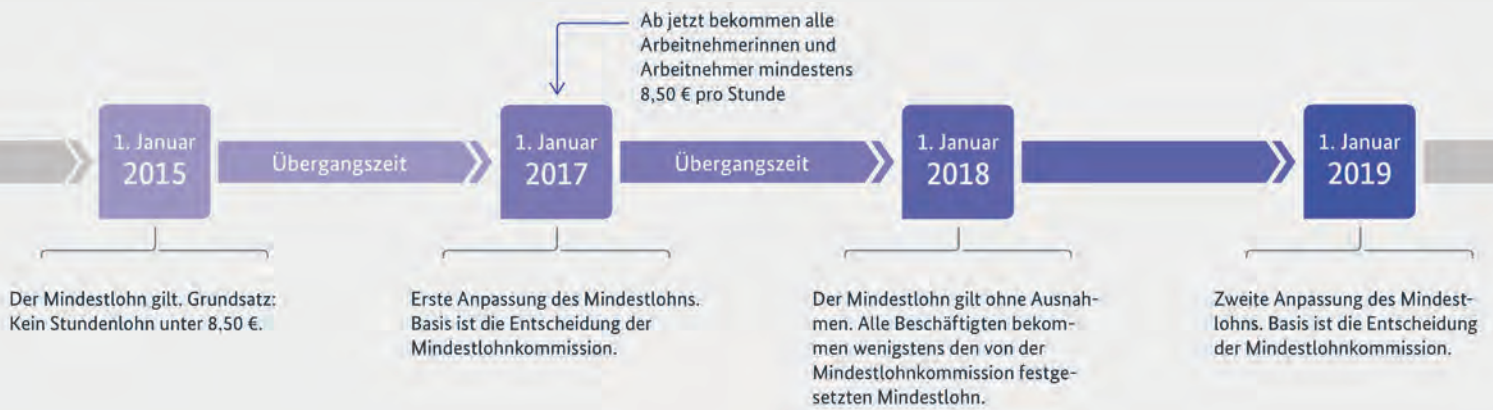 Ab jetzt bekommen alle
Arbeitnehmerinnen und
Arbeitnehmer mindestens
8,50 € pro Stunde
1. Januar
2015
Übergangszeit
1. Januar
2017
Übergangszeit
1. Januar
2018
1. Januar
2019
Der Mindestlohn gilt. Grundsatz:
Kein Stundenlohn unter 8,50 €.
Erste Anpassung des Mindestlohns.
Basis ist die Entscheidung der
Mindestlohnkommission.
Der Mindestlohn gilt ohne Ausnah-
men. Alle Beschäftigten bekom-
men wenigstens den von der
Mindestlohnkommission festge-
setzten Mindestlohn.
Zweite Anpassung des Mindest-
lohns. Basis ist die Entscheidung
der Mindestlohnkommission.